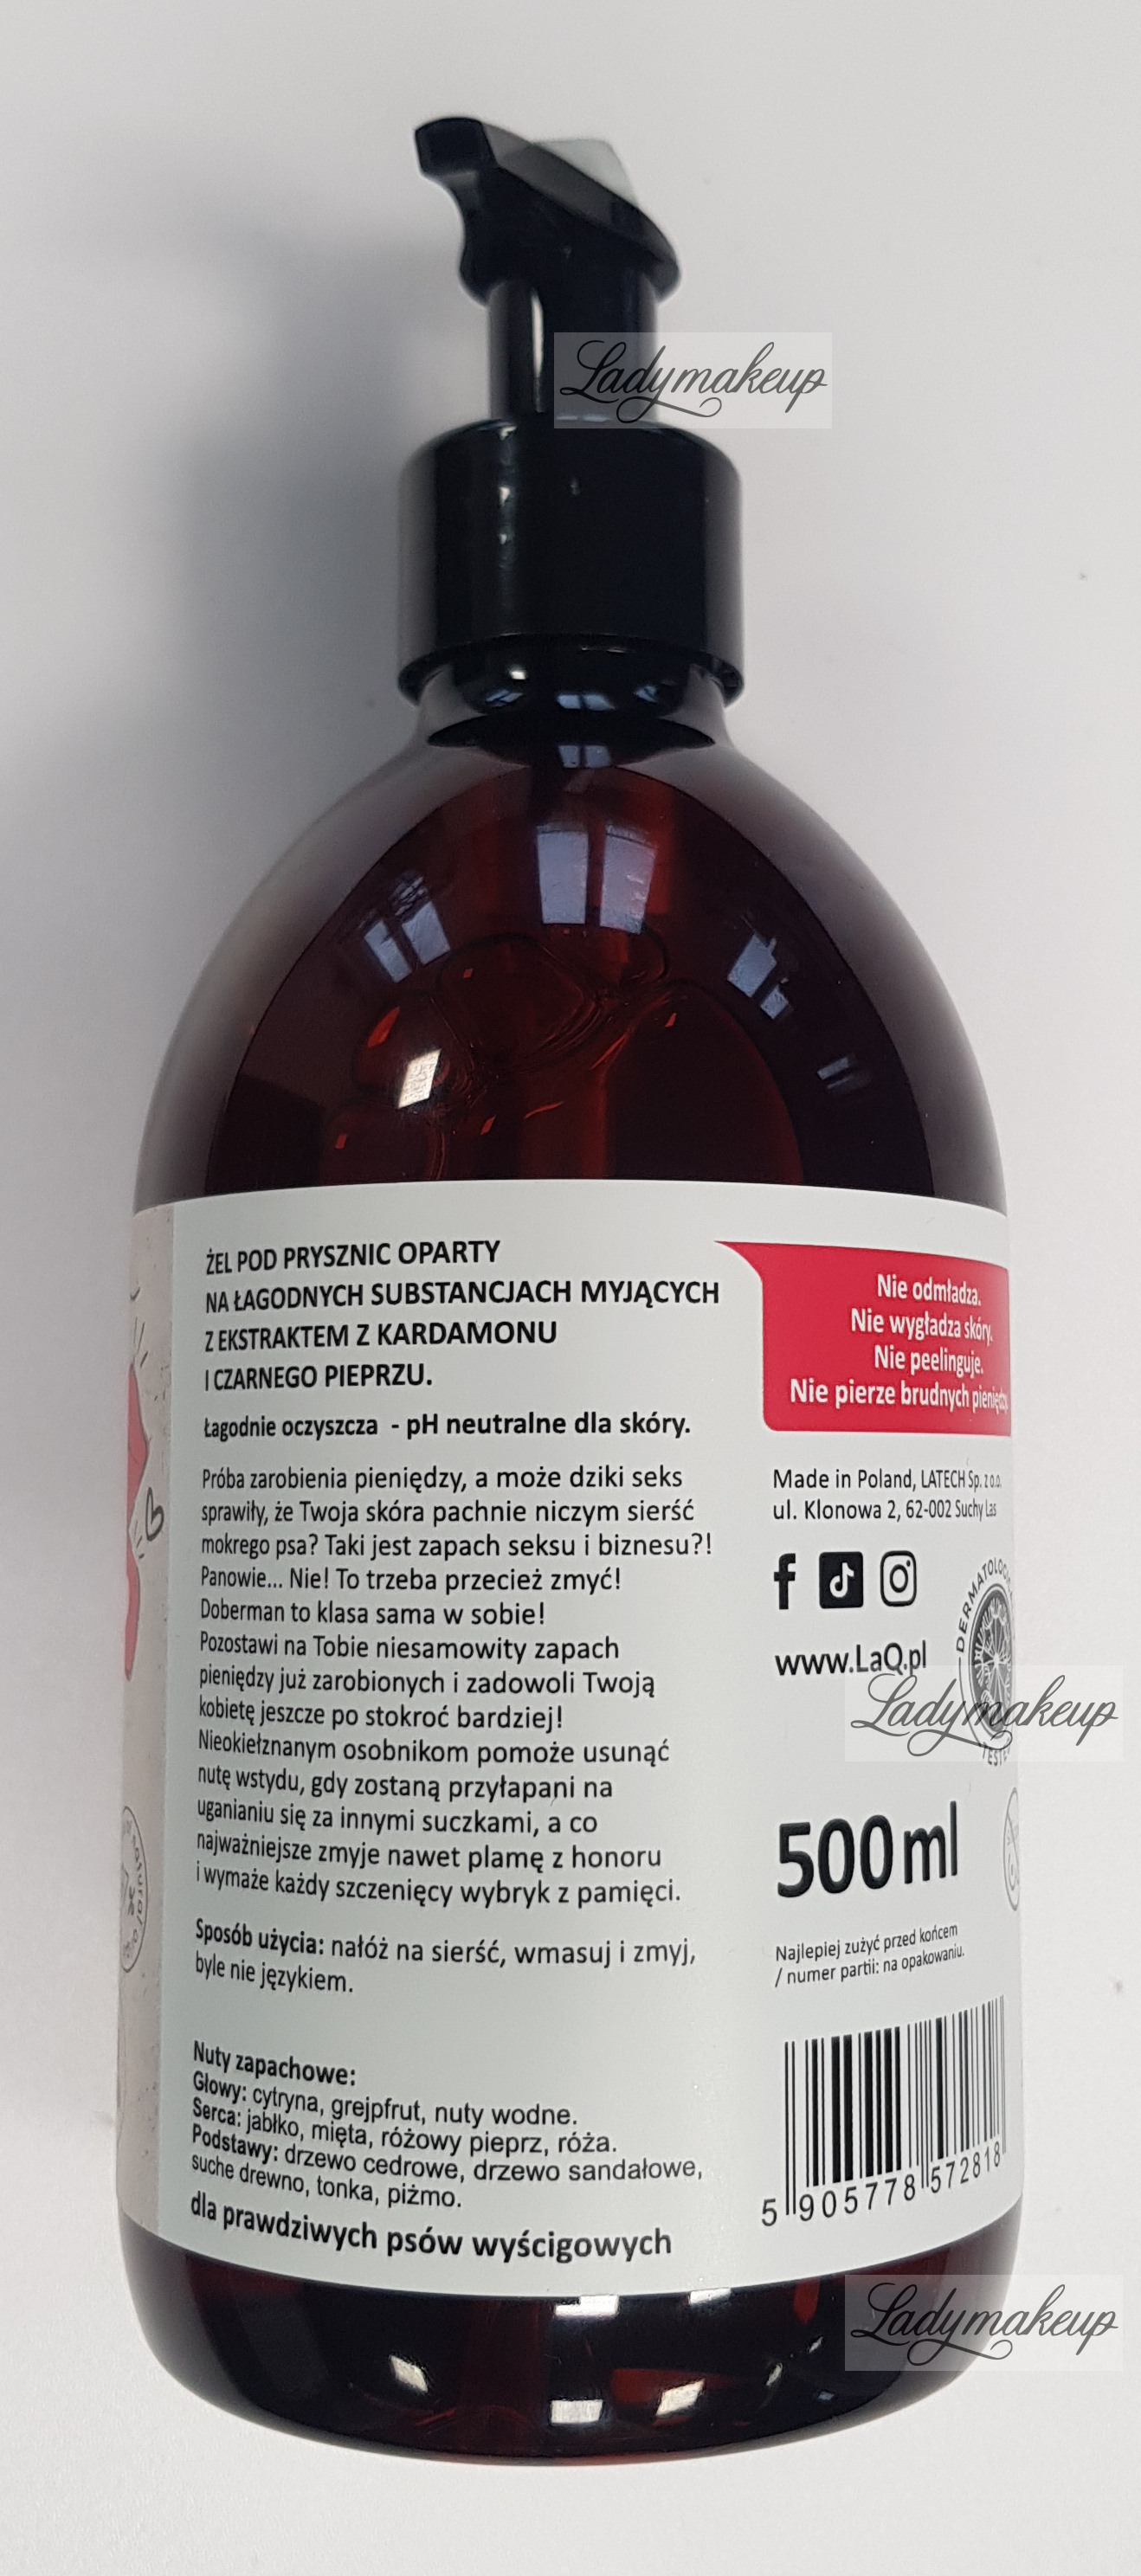 Ladymakeup
ŻEL POD PRYSZNIC OPARTY
NA ŁAGODNYCH SUBSTANCJACH MYJĄCYCH
Z EKSTRAKTEM Z KARDAMONU
I CZARNEGO PIEPRZU.
Łagodnie oczyszcza - pH neutralne dla skóry.
Próba zarobienia pieniędzy, a może dziki seks
sprawiły, że Twoja skóra pachnie niczym sierść
mokrego psa? Taki jest zapach seksu i biznesu?!
Panowie... Nie! To trzeba przecież zmyć!
Doberman to klasa sama w sobie!
Pozostawi na Tobie niesamowity zapach
pieniędzy już zarobionych i zadowoli Twoją
kobietę jeszcze po stokroć bardziej!
Nieokiełznanym osobnikom pomoże usunąć
nutę wstydu, gdy zostaną przyłapani na
uganianiu się za innymi suczkami, a co
najważniejsze zmyje nawet plamę z honoru
i wymaże każdy szczenięcy wybryk z pamięci.
Sposób użycia: nałóż na sierść, wmasuj i zmyj,
byle nie językiem.
Nuty zapachowe:
Głowy: cytryna, grejpfrut, nuty wodne.
Serca: jabłko, mięta, różowy pieprz, róża.
Podstawy: drzewo cedrowe, drzewo sandałowe,
suche drewno, tonka, piżmo.
dla prawdziwych psów wyścigowych
Nie odmładza.
Nie wygładza skóry.
Nie peelinguje.
Nie pierze brudnych pieniędzy
Made in Poland, LATECH Sp. z o.o.
ul. Klonowa 2, 62-002 Suchy Las
www.LaQ.pl
TESTE
Ladymakeup
500 ml
Najlepiej zużyć przed końcem
/ numer partii: na opakowaniu.
5 905778 572818
Ladymakeup